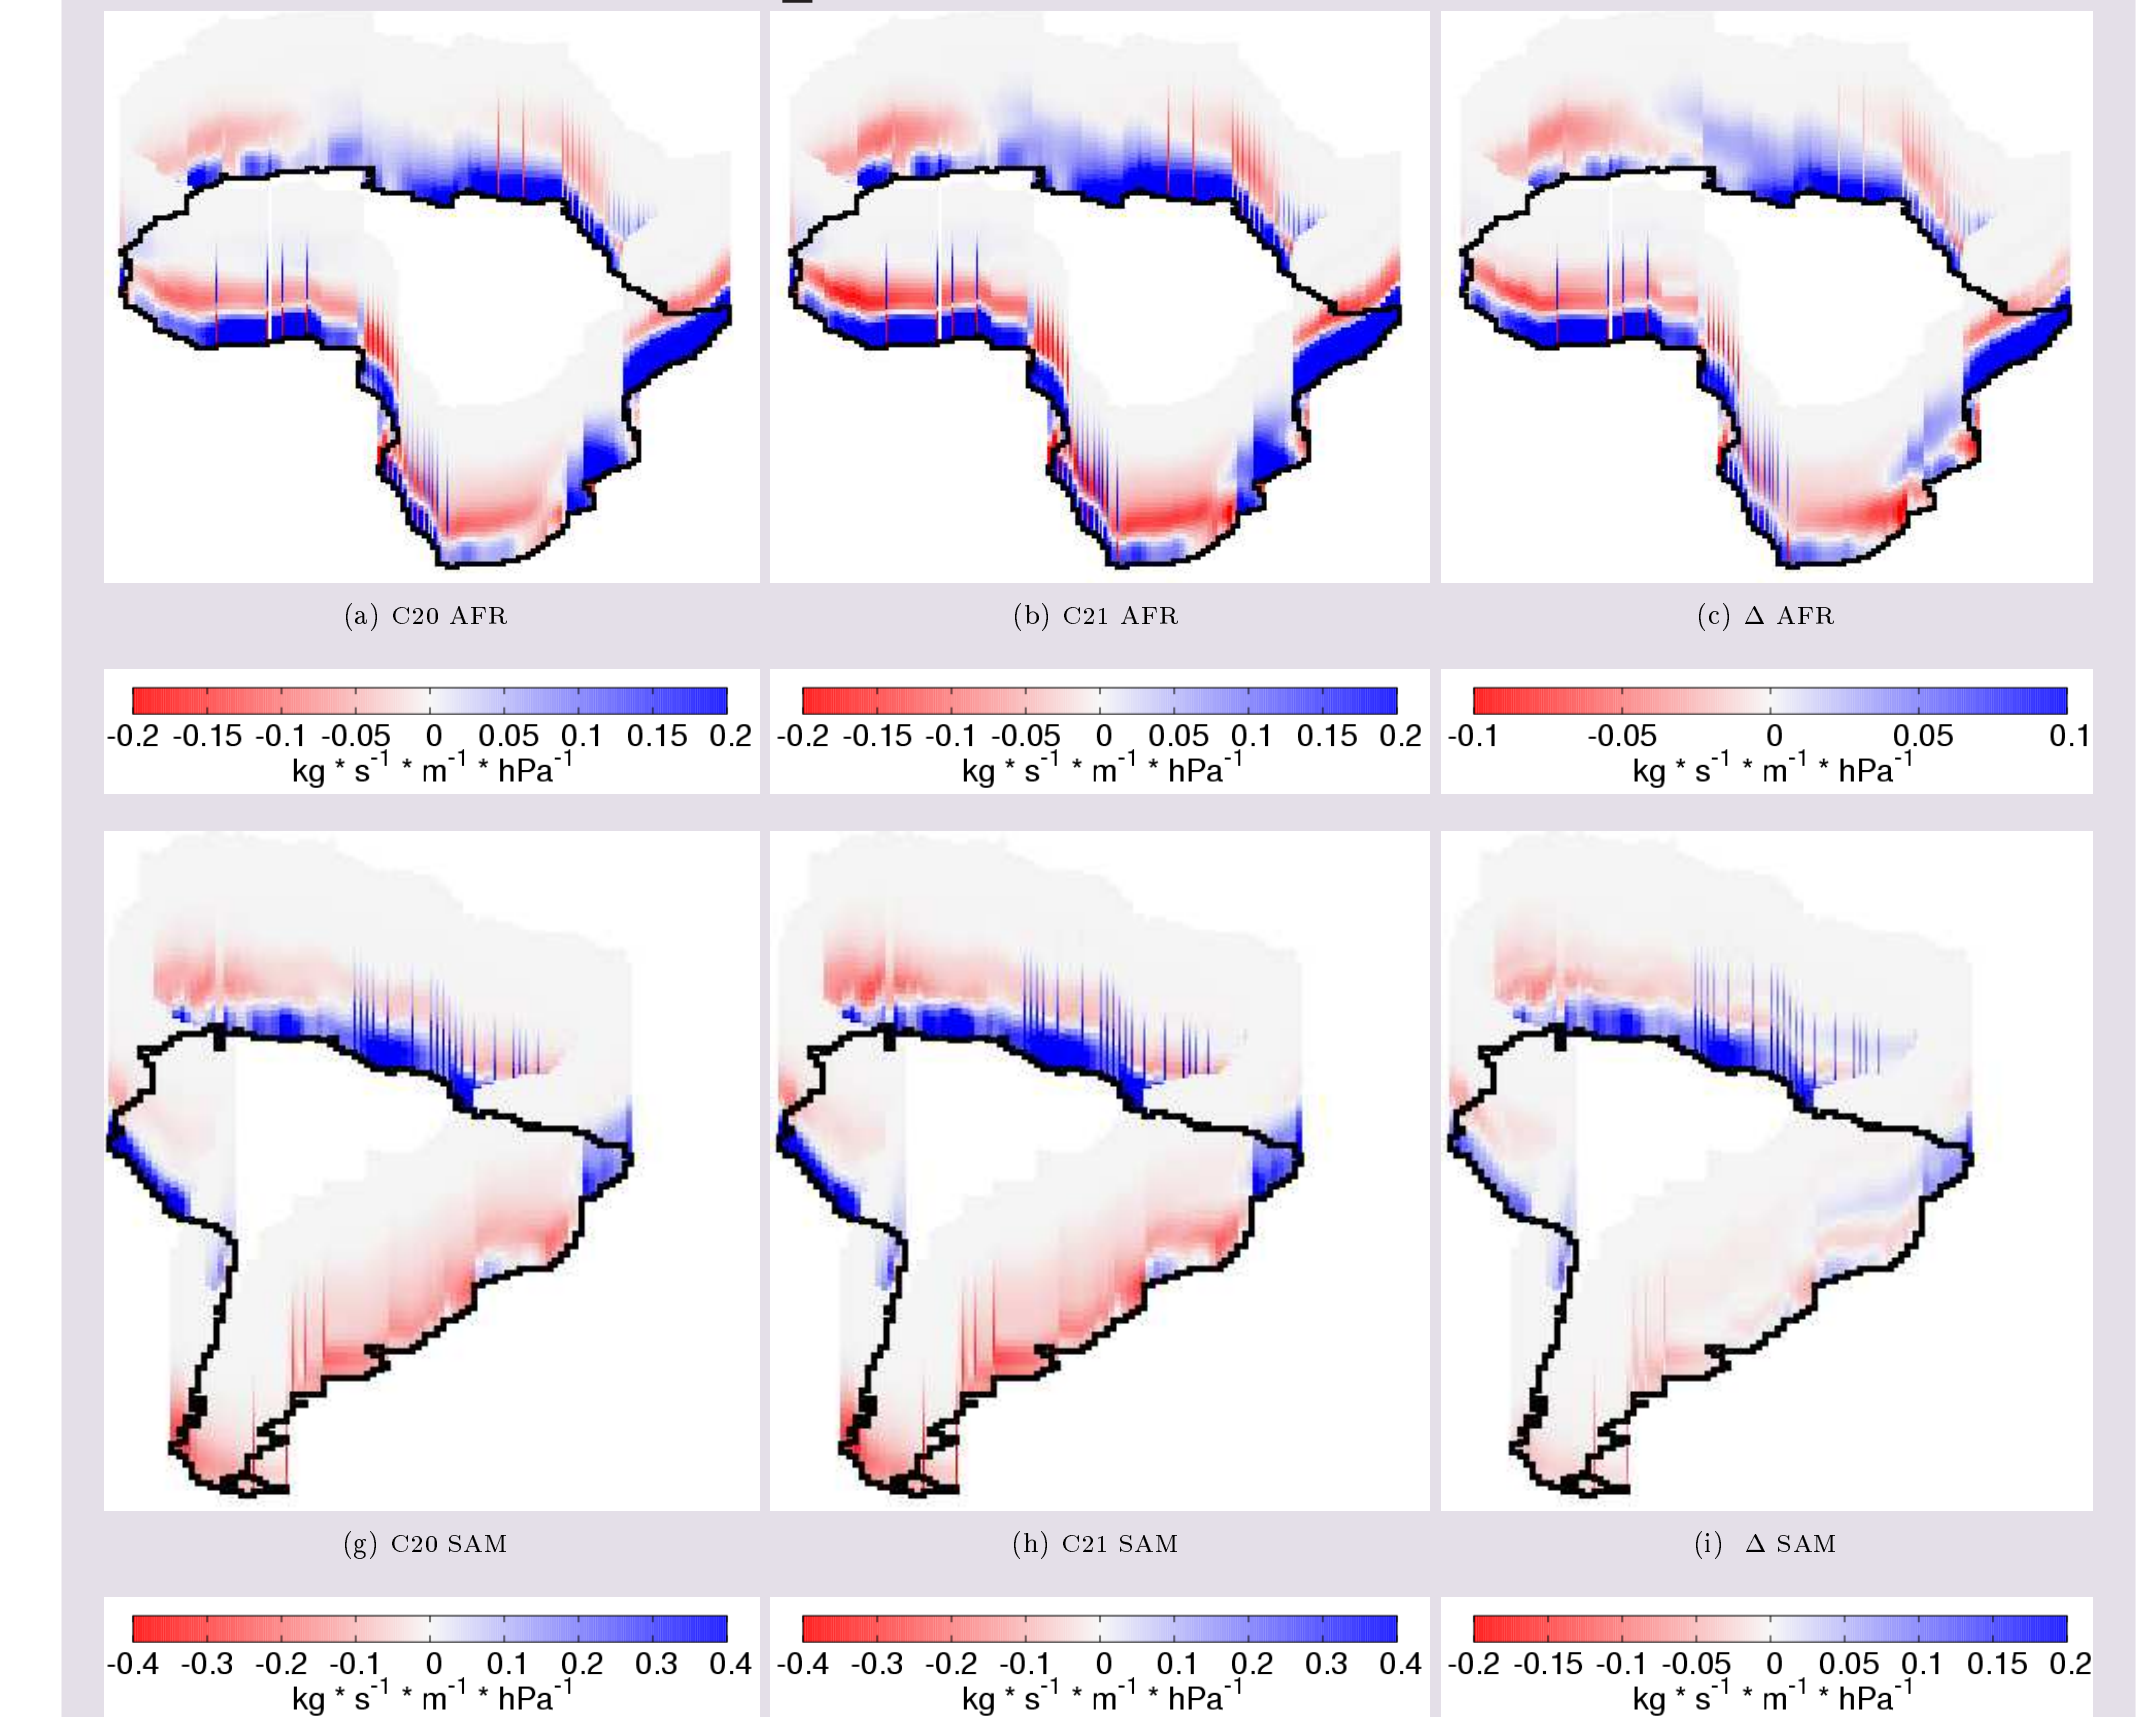 (a) C20 AFR
(b) C21 AFR
(c) Δ AFR
-0.2 -0.15 -0.1 -0.05 0 0.05 0.1 0.15 0.2
kg * s-1 * m-1 * hPa-1
-0.2 -0.15 -0.1 -0.05 0 0.05 0.1 0.15 0.2
kg * s-1 * m-1 * hPa-1
-0.1 -0.05 0 0.05 0.1
kg * s-1 * m-1 * hPa-1
(g) C20 SAM
(h) C21 SAM
(i) Δ SAM
-0.4 -0.3 -0.2 -0.1 0 0.1 0.2 0.3 0.4
kg * s-1 * m-1 * hPa-1
-0.4 -0.3 -0.2 -0.1 0 0.1 0.2 0.3 0.4
kg * s-1 * m-1 * hPa-1
-0.2 -0.15 -0.1 -0.05 0 0.05 0.1 0.15 0.2
kg * s-1 * m-1 * hPa-1